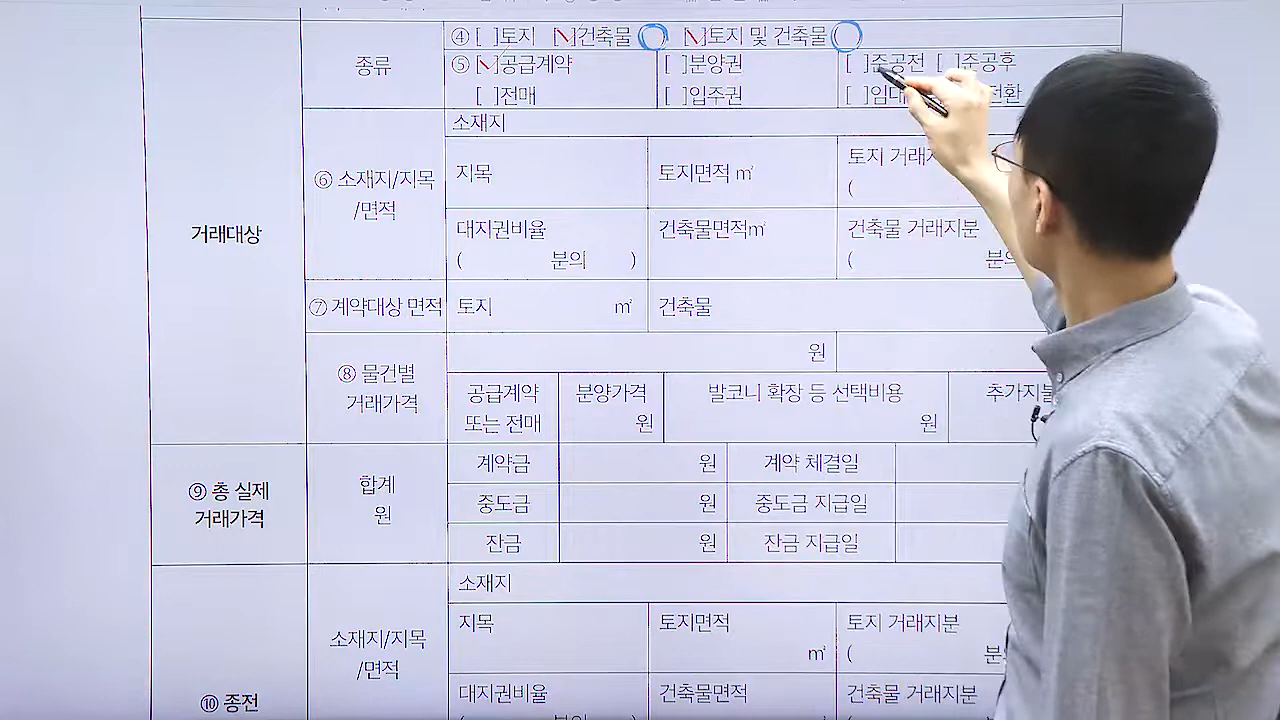 거래대상
종류
④ [ ]토지 [ ]건축물 [ ]토지 및 건축물
⑤ [ ]공급계약 [ ]분양권 [ ]준공전 [ ]준공후
[ ]전매 [ ]입주권 [ ]임대 전환
⑥ 소재지/지목
/면적
소재지
지목 토지면적 ㎡ 토지 거래
(
대지권비율 건축물면적㎡ 건축물 거래지분
( 분의 ) ( 분의
⑦ 계약대상 면적 토지 ㎡ 건축물
⑧ 물건별
거래가격
원
공급계약
또는 전매
분양가격
원
발코니 확장 등 선택비용
원
추가지불
⑨ 총 실제
거래가격
합계
원
계약금 원 계약 체결일
중도금 원 중도금 지급일
잔금 원 잔금 지급일
⑩ 종전
소재지/지목
/면적
소재지
지목 토지면적 토지 거래지분
㎡ ( 분의
대지권비율 건축물면적 건축물 거래지분